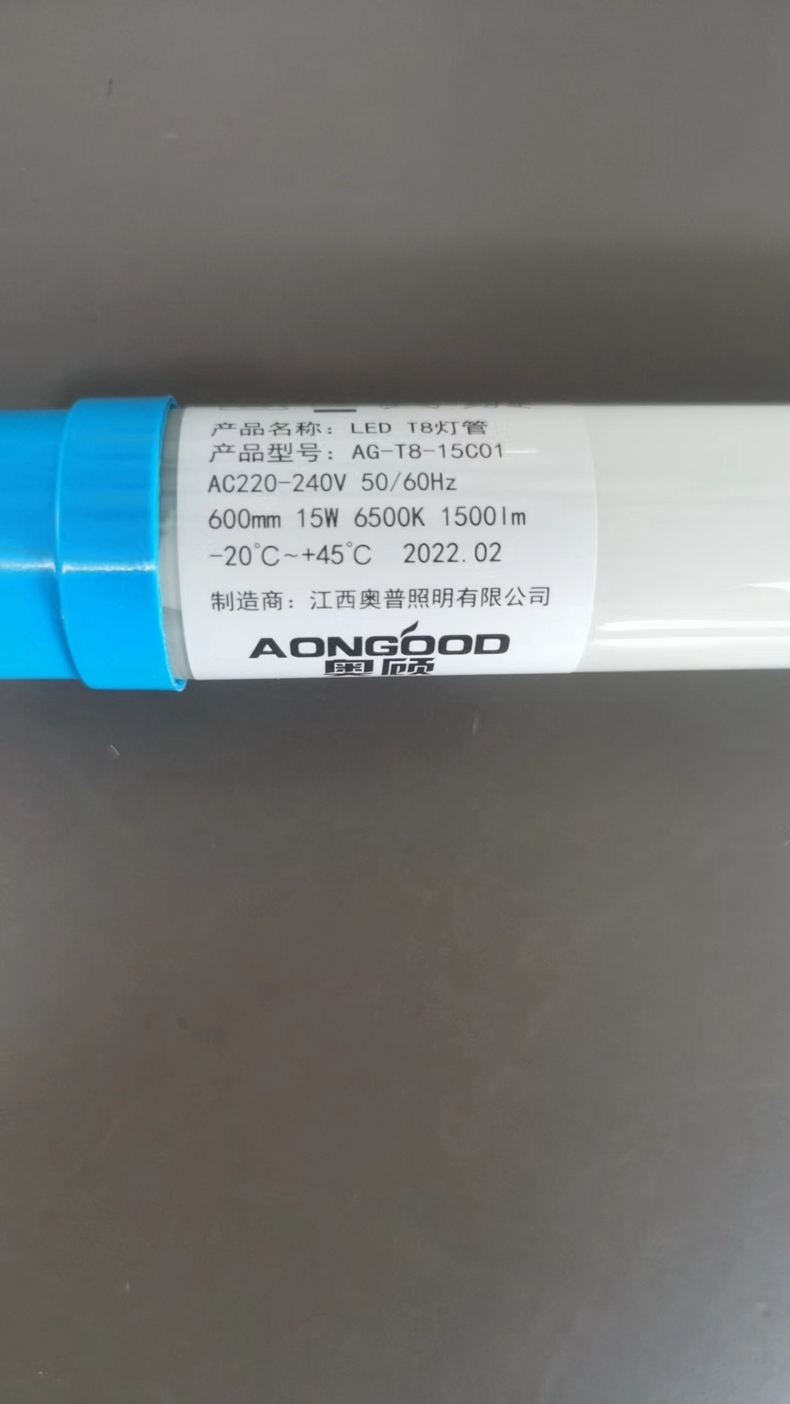 产品名称：LED T8灯管
产品型号：AG-T8-15C01
AC220-240V 50/60Hz
600mm 15W 6500K 1500lm
-20℃~+45℃ 2022.02
制造商：江西奥普照明有限公司
AONGOOD
奥顾